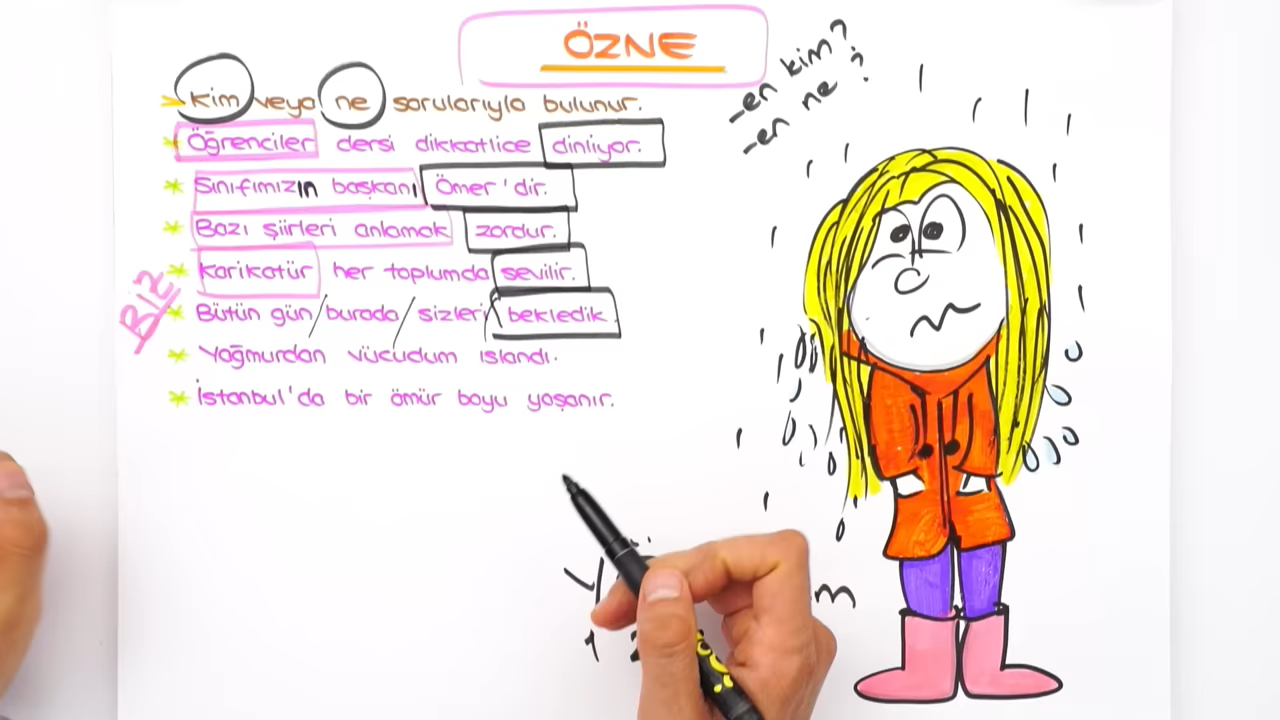 ÖZNE
-en kim?
-en ne ?
> Kim veya ne sorularıyla bulunur.
* Öğrenciler dersi dikkatlice dinliyor.
* Sınıfımızın başkanı Ömer'dir.
* Bazı şiirleri anlamak zordur.
* Karikatür her toplumda sevilir.
BİZ
* Bütün gün/burada/sizleri/bekledik.
* Yağmurdan vücudum ıslandı.
* İstanbul'da bir ömür boyu yaşanır.